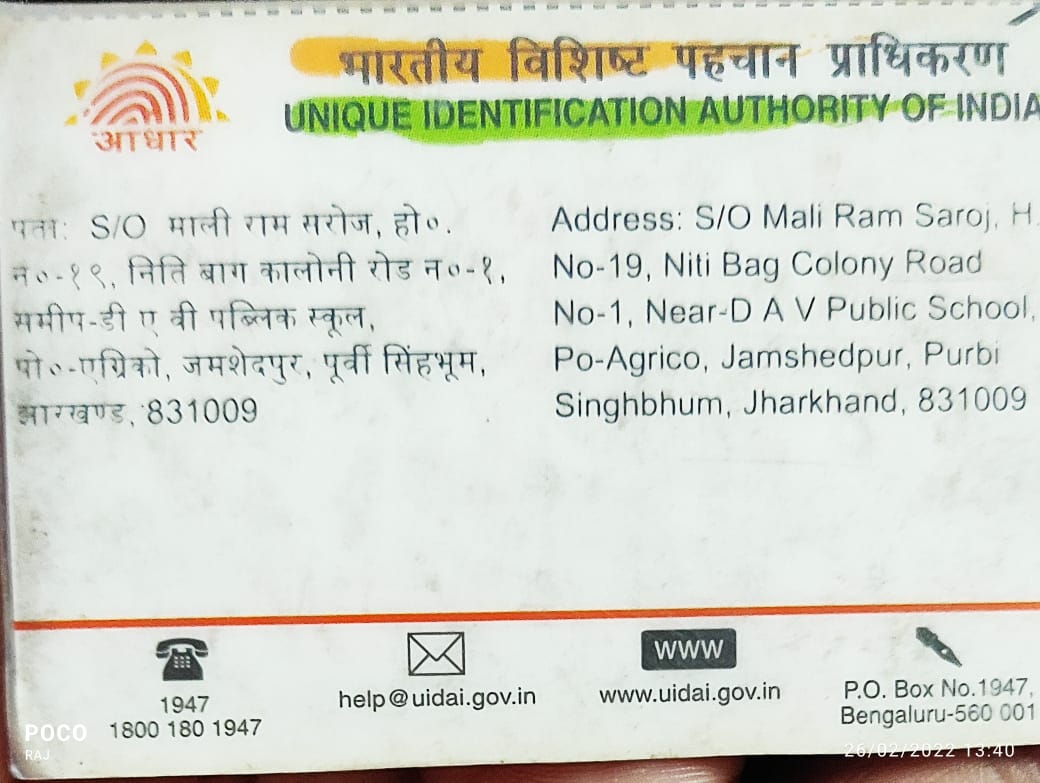 भारतीय विशिष्ट पहचान प्राधिकरण
UNIQUE IDENTIFICATION AUTHORITY OF INDIA
आधार
पता: S/O माली राम सरोज, हो०.
न०-१९, निति बाग कालोनी रोड न०-१,
समीप-डी ए वी पब्लिक स्कूल,
पो०-एग्रिको, जमशेदपुर, पूर्वी सिंहभूम,
झारखण्ड, 831009
Address: S/O Mali Ram Saroj, H.
No-19, Niti Bag Colony Road
No-1, Near-D A V Public School,
Po-Agrico, Jamshedpur, Purbi
Singhbhum, Jharkhand, 831009
1947
1800 180 1947
help@uidai.gov.in
WWW
www.uidai.gov.in
P.O. Box No.1947,
Bengaluru-560 001
POCO
RAJ
26/02/2022 13:40